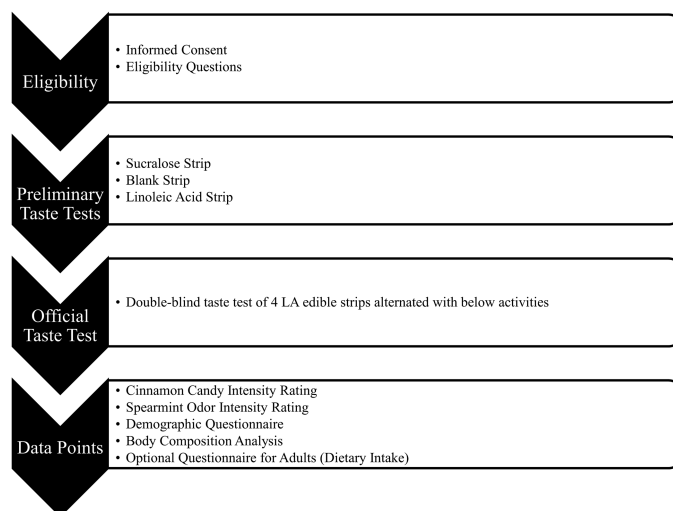 Eligibility
• Informed Consent
• Eligibility Questions
Preliminary
Taste Tests
• Sucralose Strip
• Blank Strip
• Linoleic Acid Strip
Official
Taste Test
• Double-blind taste test of 4 LA edible strips alternated with below activities
Data Points
• Cinnamon Candy Intensity Rating
• Spearmint Odor Intensity Rating
• Demographic Questionnaire
• Body Composition Analysis
• Optional Questionnaire for Adults (Dietary Intake)